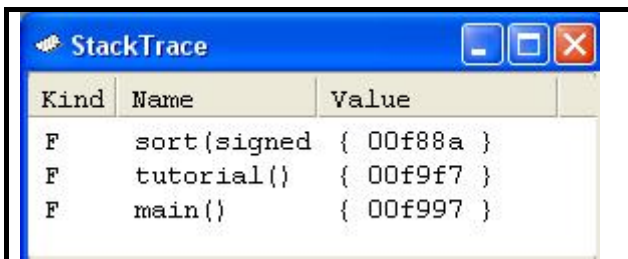 StackTrace
Kind Name Value
F sort(signed { 00f88a }
F tutorial() { 00f9f7 }
F main() { 00f997 }